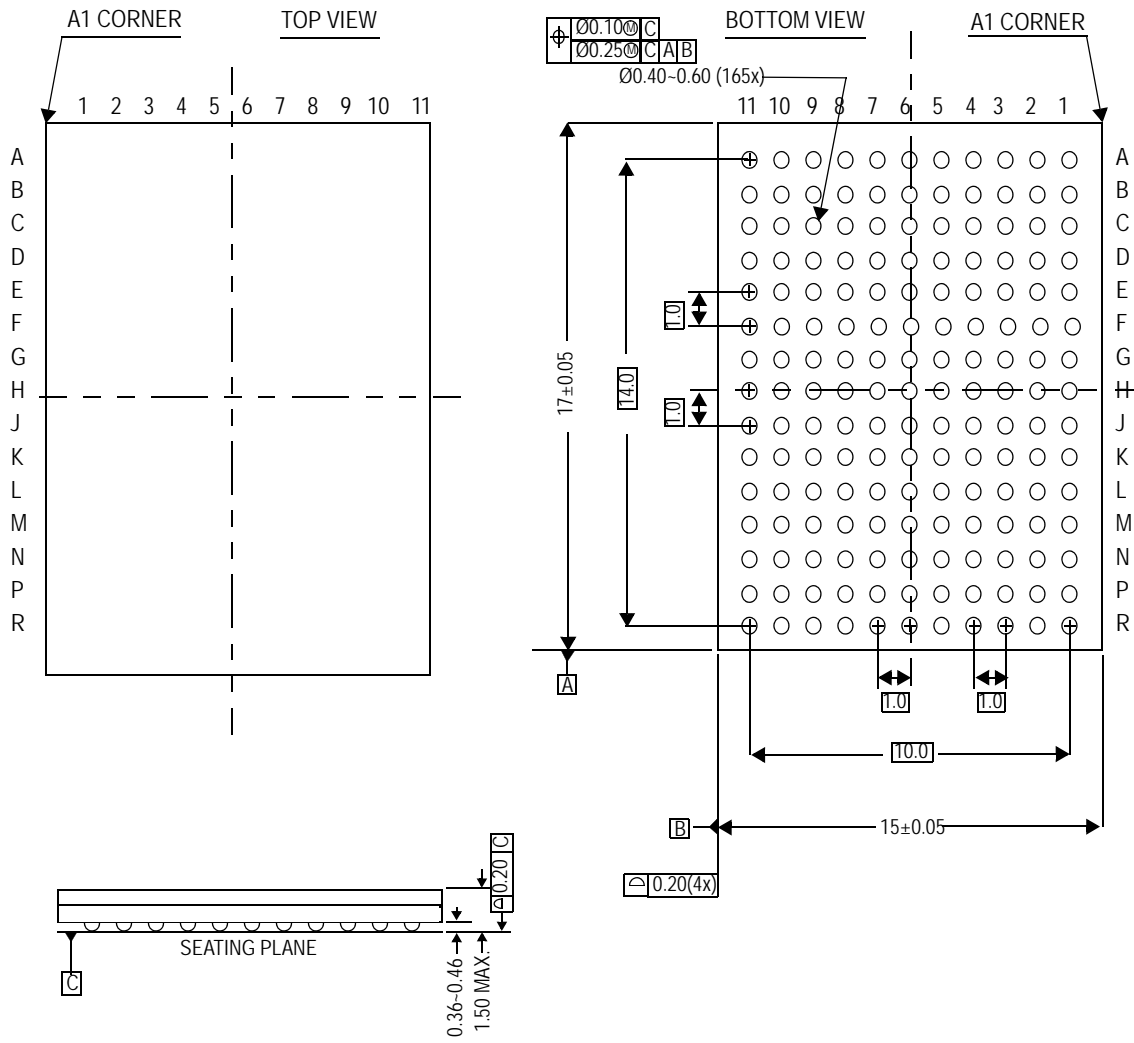 A1 CORNER
TOP VIEW
1 2 3 4 5 6 7 8 9 10 11
A
B
C
D
E
F
G
H
J
K
L
M
N
P
R
BOTTOM VIEW
A1 CORNER
Ø0.10Ⓜ C
Ø0.25Ⓜ C A B
Ø0.40~0.60 (165x)
11 10 9 8 7 6 5 4 3 2 1
A
B
C
D
E
F
G
H
J
K
L
M
N
P
R
1.0
1.0
14.0
17±0.05
A
1.0
1.0
10.0
B
15±0.05
0.20(4x)
0.20 C
SEATING PLANE
C
0.36~0.46
1.50 MAX.